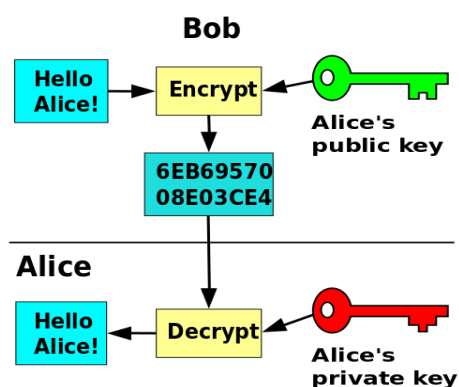 Bob
Hello
Alice!
Encrypt
Alice's
public key
6EB69570
08E03CE4
Alice
Hello
Alice!
Decrypt
Alice's
private key